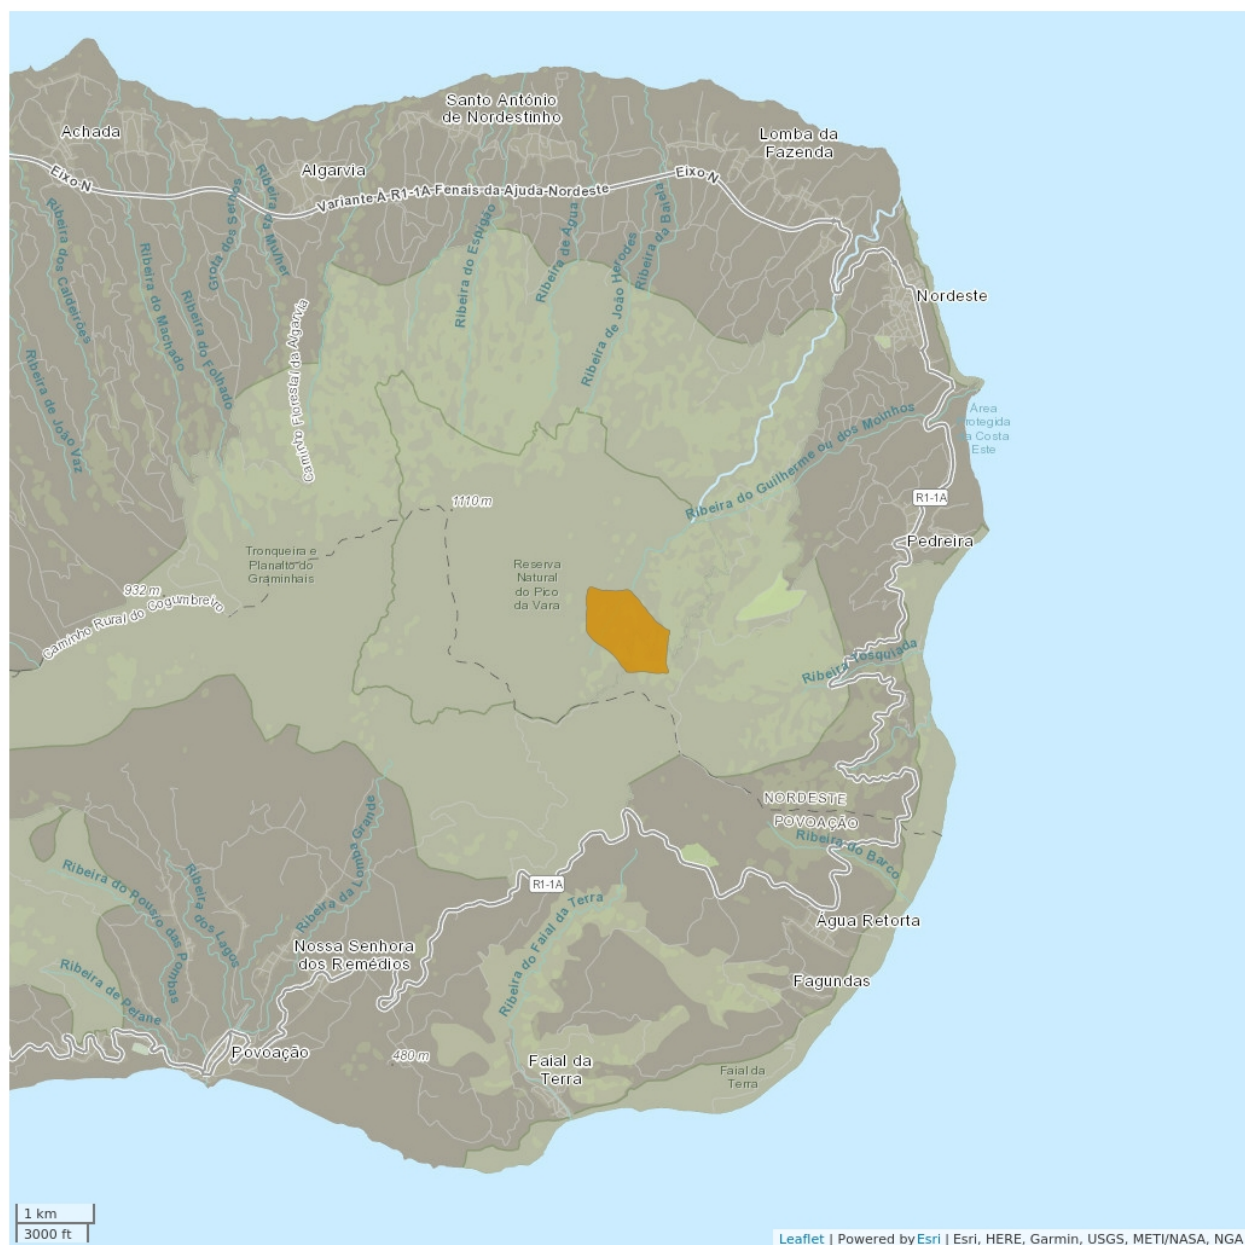 Santo António
de Nordestinho
Achada
Lomba da
Fazenda
Algarvia
Eixo N
Eixo N
Variante A R1-1A Fenais da Ajuda-Nordeste
Ribeira sop Caldeirões
Ribeira do Machado
Ribeira do Folhado
Grota dos Sernos
Ribeira da Mulher
Caminho Florestal da Algarvia
Ribeira do Espigão
Ribeira de Água
Ribeira de João Herodes
Ribeira da Baleia
Nordeste
Ribeira de João Vaz
Área
rotegida
a Costa
Este
Ribeira do Guilherme ou dos Moinhos
1110 m
R1-1A
Pedreira
Tronqueira e
Planalto do
Graminhais
Reserva
Natural
do Pico
da Vara
932 m
Caminho Rural do Cogumbreiro
Ribeira Tosquiada
NORDESTE
POVOAÇÃO
Ribeira do Barco
Ribeira do Pouso das Pombas
Ribeira dos Lagos
Ribeira da Lomba Grande
R1-1A
Ribeira do Faial da Terra
Água Retorta
Nossa Senhora
dos Remédios
Fagundas
Ribeira de Pelame
Povoação
480 m
Faial da
Terra
Faial da
Terra
1 km
3000 ft
Leaflet | Powered by Esri | Esri, HERE, Garmin, USGS, METI/NASA, NGA